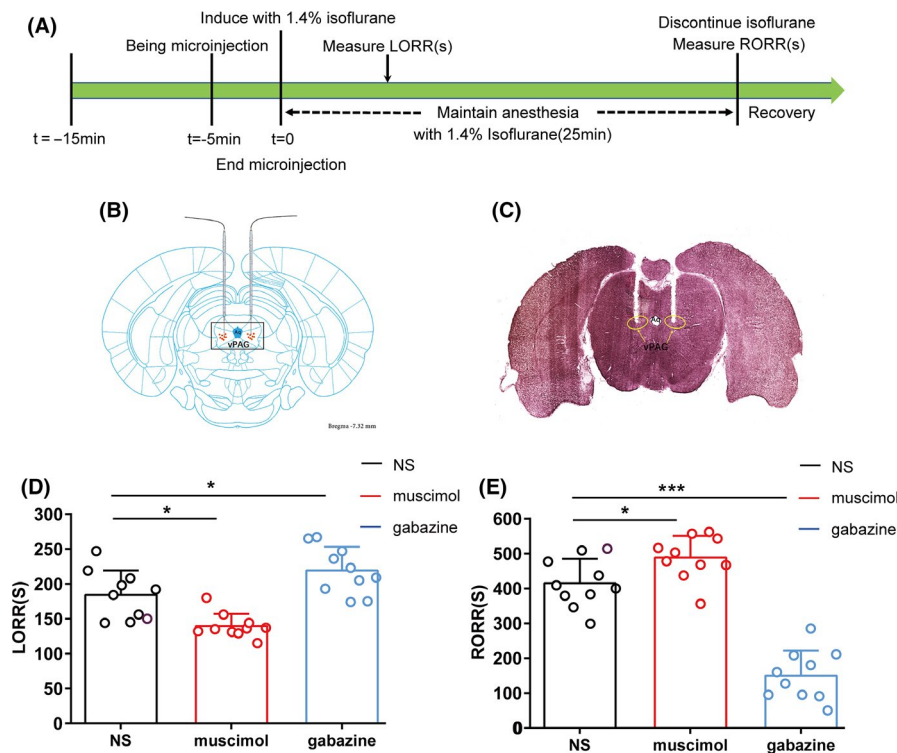 (A)
Induce with 1.4% isoflurane
Discontinue isoflurane
Being microinjection
Measure LORR(s)
Measure RORR(s)
Maintain anesthesia
with 1.4% Isoflurane(25min)
Recovery
t = −15min
t=-5min
t=0
End microinjection
(B)
Aq
vPAG
Bregma -7.32 mm
(C)
Aq
vPAG
(D)
NS
muscimol
gabazine
*
*
LORR(S)
300
250
200
150
100
50
0
NS
muscimol
gabazine
(E)
NS
muscimol
gabazine
***
*
RORR(S)
600
500
400
300
200
100
0
NS
muscimol
gabazine